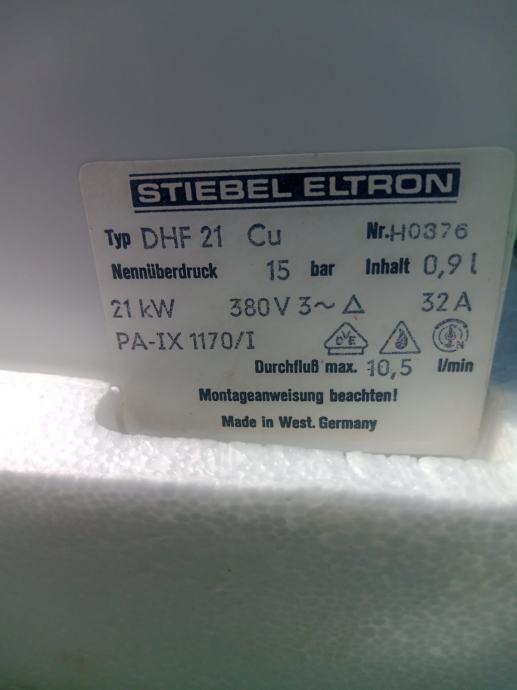 STIEBEL ELTRON
Typ DHF 21 Cu Nr. H0376
Nennüberdruck 15 bar Inhalt 0,9 l
21 kW 380 V 3~ Δ 32 A
PA-IX 1170/I DVE
Durchfluß max. 10,5 l/min
Montageanweisung beachten!
Made in West. Germany